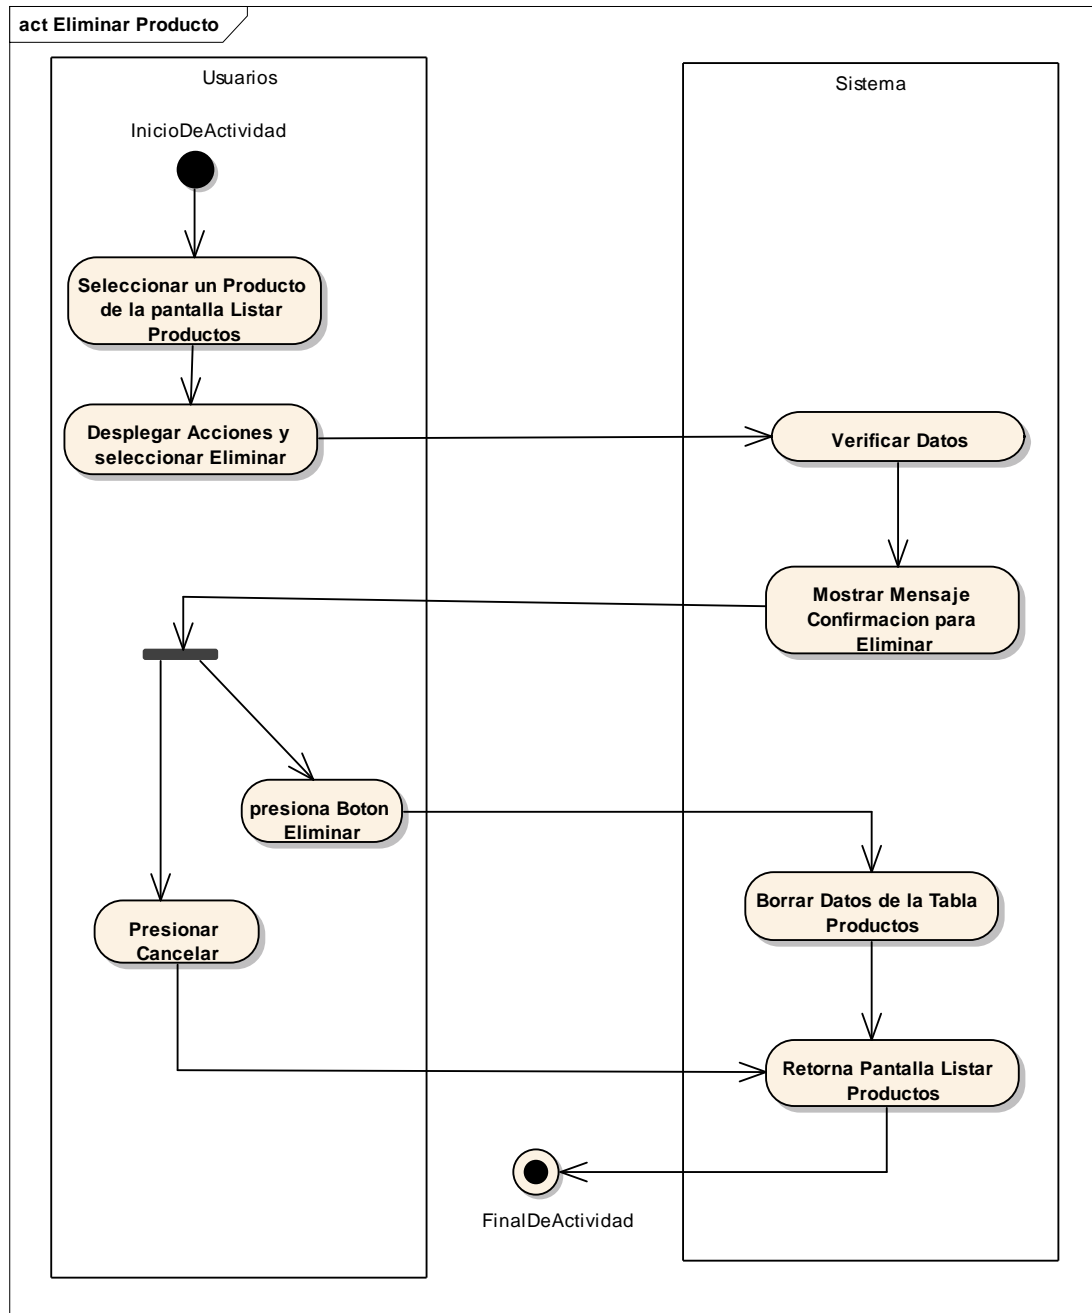 act Eliminar Producto
Usuarios
Sistema
InicioDeActividad
Seleccionar un Producto
de la pantalla Listar
Productos
Desplegar Acciones y
seleccionar Eliminar
Verificar Datos
Mostrar Mensaje
Confirmacion para
Eliminar
presiona Boton
Eliminar
Borrar Datos de la Tabla
Productos
Presionar
Cancelar
Retorna Pantalla Listar
Productos
FinalDeActividad